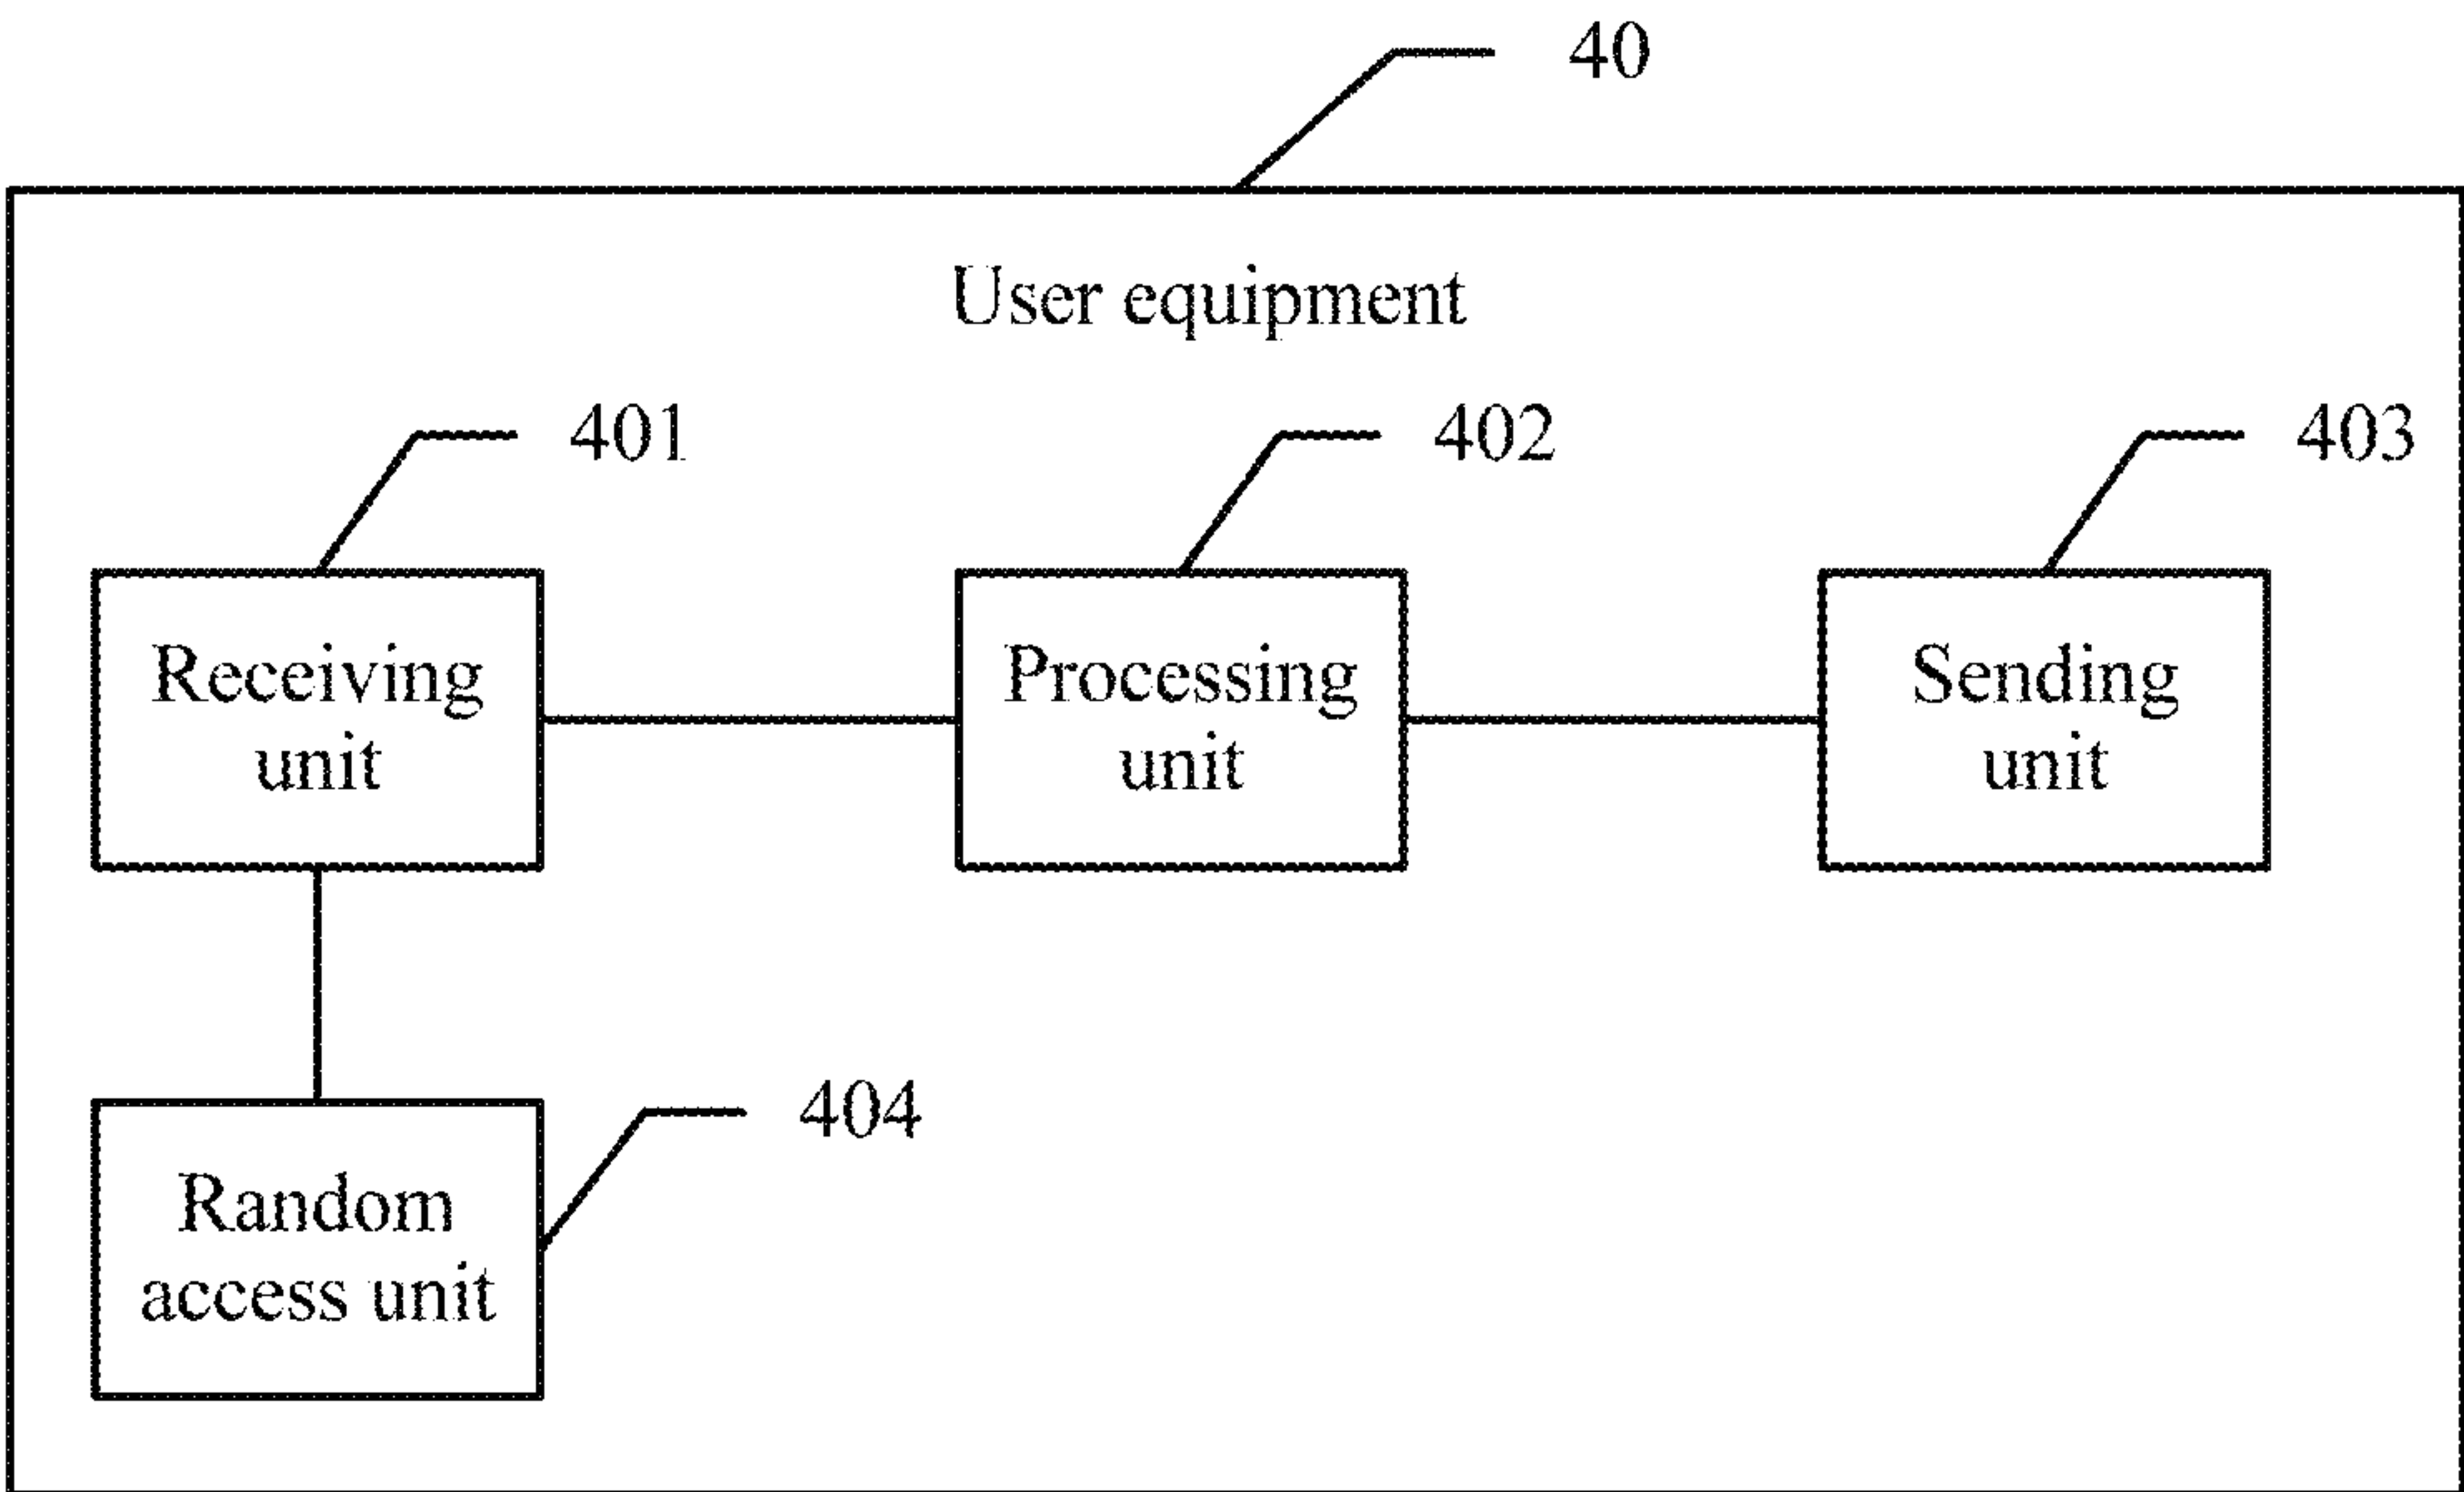 40
User equipment
401
402
403
Receiving
unit
Processing
unit
Sending
unit
404
Random
access unit